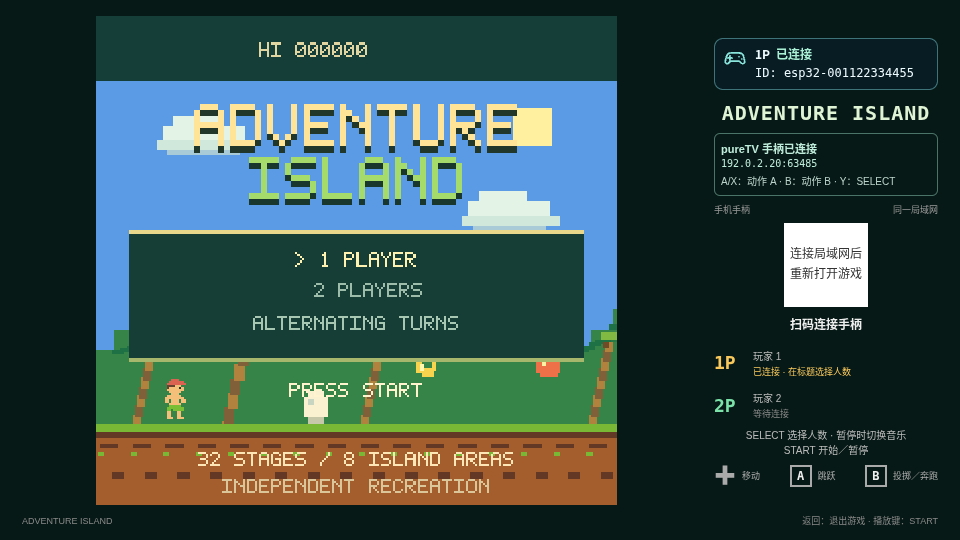 HI 000000
ADVENTURE
ISLAND
> 1 PLAYER
2 PLAYERS
ALTERNATING TURNS
PRESS START
32 STAGES / 8 ISLAND AREAS
INDEPENDENT RECREATION
1P 已连接
ID: esp32-001122334455
ADVENTURE ISLAND
pureTV 手柄已连接
192.0.2.20:63485
A/X：动作 A · B：动作 B · Y：SELECT
手机手柄 同一局域网
连接局域网后
重新打开游戏
扫码连接手柄
1P 玩家 1
已连接 · 在标题选择人数
2P 玩家 2
等待连接
SELECT 选择人数 · 暂停时切换音乐
START 开始／暂停
移动 A 跳跃 B 投掷／奔跑
ADVENTURE ISLAND
返回：退出游戏 · 播放键：START